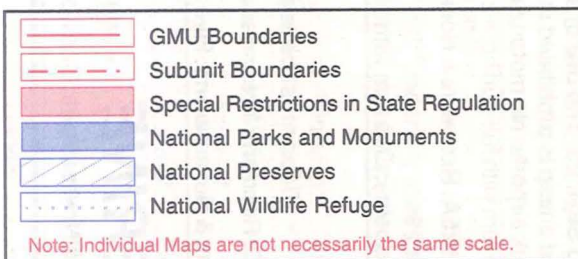 GMU Boundaries
Subunit Boundaries
Special Restrictions in State Regulation
National Parks and Monuments
National Preserves
National Wildlife Refuge
Note: Individual Maps are not necessarily the same scale.